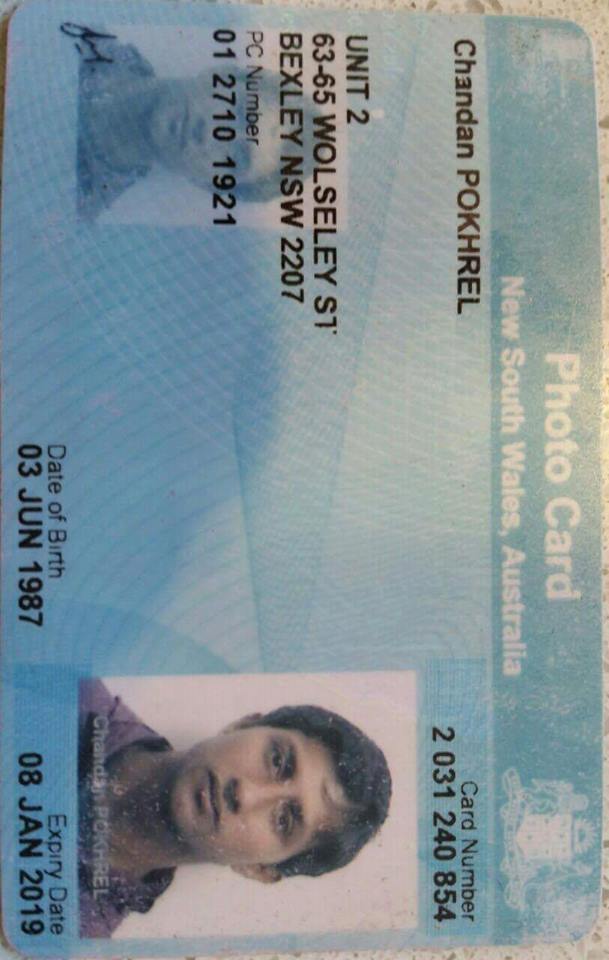 Photo Card
New South Wales, Australia
Chandan POKHREL
Card Number
2 031 240 854
UNIT 2
63-65 WOLSELEY ST
BEXLEY NSW 2207
PC Number
01 2710 1921
Chandan POKHREL
Date of Birth
03 JUN 1987
Expiry Date
08 JAN 2019